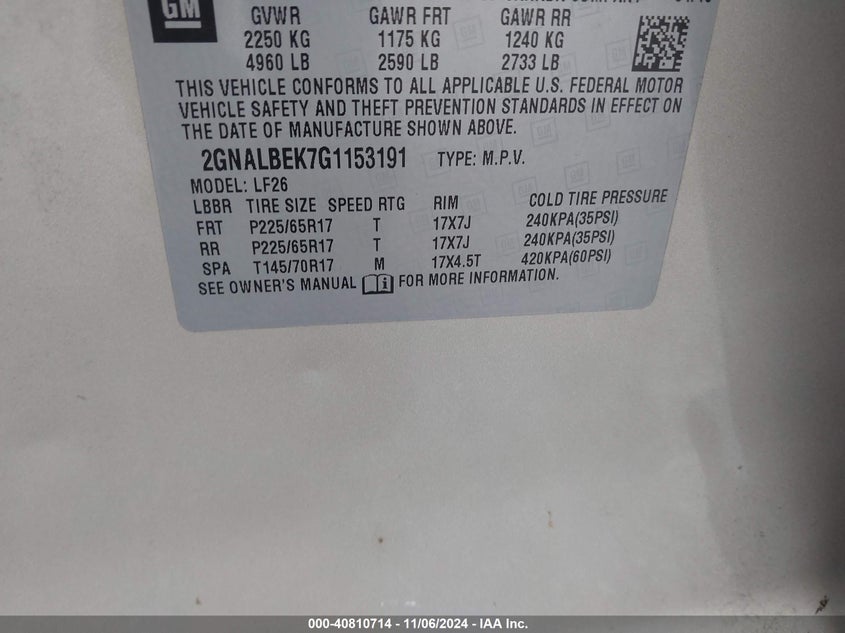 GM
GVWR GAWR FRT GAWR RR
2250 KG 1175 KG 1240 KG
4960 LB 2590 LB 2733 LB
THIS VEHICLE CONFORMS TO ALL APPLICABLE U.S. FEDERAL MOTOR
VEHICLE SAFETY AND THEFT PREVENTION STANDARDS IN EFFECT ON
THE DATE OF MANUFACTURE SHOWN ABOVE.
2GNALBEK7G1153191 TYPE: M.P.V.
MODEL: LF26
LBBR TIRE SIZE SPEED RTG RIM COLD TIRE PRESSURE
FRT P225/65R17 T 17X7J 240KPA(35PSI)
RR P225/65R17 T 17X7J 240KPA(35PSI)
SPA T145/70R17 M 17X4.5T 420KPA(60PSI)
SEE OWNER'S MANUAL FOR MORE INFORMATION.
000-40810714 - 11/06/2024 - IAA Inc.